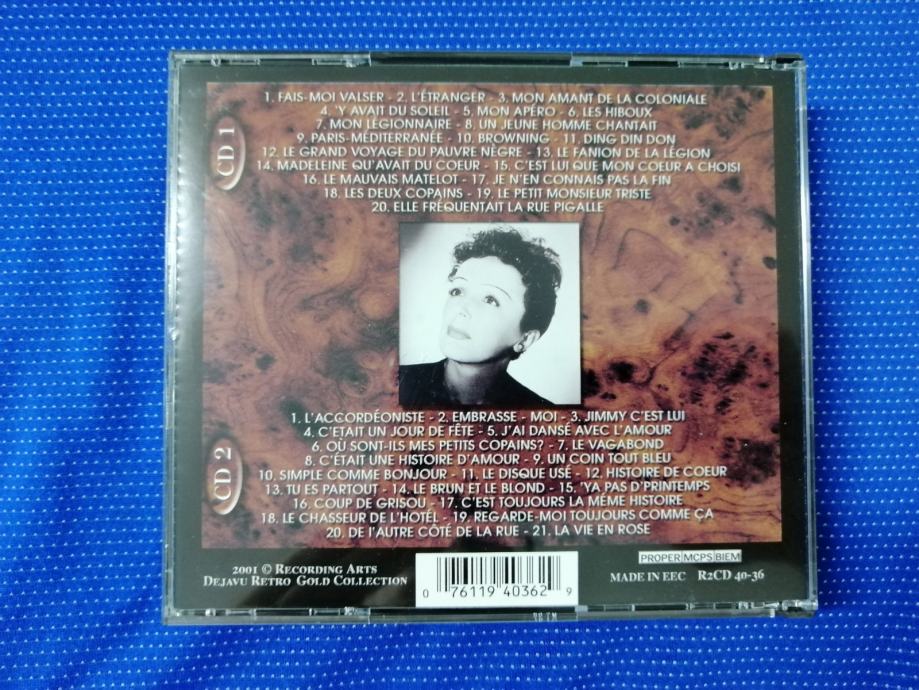 CD 1
1. FAIS-MOI VALSER - 2. L'ÉTRANGER - 3. MON AMANT DE LA COLONIALE
4. 'Y AVAIT DU SOLEIL - 5. MON APÉRO - 6. LES HIBOUX
7. MON LÉGIONNAIRE - 8. UN JEUNE HOMME CHANTAIT
9. PARIS-MÉDITERRANÉE - 10. BROWNING - 11. DING DIN DON
12. LE GRAND VOYAGE DU PAUVRE NÈGRE - 13. LE FANION DE LA LÉGION
14. MADELEINE QU'AVAIT DU COEUR - 15. C'EST LUI QUE MON COEUR A CHOISI
16. LE MAUVAIS MATELOT - 17. JE N'EN CONNAIS PAS LA FIN
18. LES DEUX COPAINS - 19. LE PETIT MONSIEUR TRISTE
20. ELLE FRÉQUENTAIT LA RUE PIGALLE
CD 2
1. L'ACCORDÉONISTE - 2. EMBRASSE - MOI - 3. JIMMY C'EST LUI
4. C'ETAIT UN JOUR DE FÊTE - 5. J'AI DANSÉ AVEC L'AMOUR
6. OÙ SONT-ILS MES PETITS COPAINS? - 7. LE VAGABOND
8. C'ÉTAIT UNE HISTOIRE D'AMOUR - 9. UN COIN TOUT BLEU
10. SIMPLE COMME BONJOUR - 11. LE DISQUE USÉ - 12. HISTOIRE DE COEUR
13. TU ES PARTOUT - 14. LE BRUN ET LE BLOND - 15. 'YA PAS D'PRINTEMPS
16. COUP DE GRISOU - 17. C'EST TOUJOURS LA MÊME HISTOIRE
18. LE CHASSEUR DE L'HOTÉL - 19. REGARDE-MOI TOUJOURS COMME ÇA
20. DE l'AUTRE CÔTÉ DE LA RUE - 21. LA VIE EN ROSE
2001 © RECORDING ARTS
DEJAVU RETRO GOLD COLLECTION
0 76119 40362 9
PROPER MCPS BIEM
MADE IN EEC R2CD 40-36